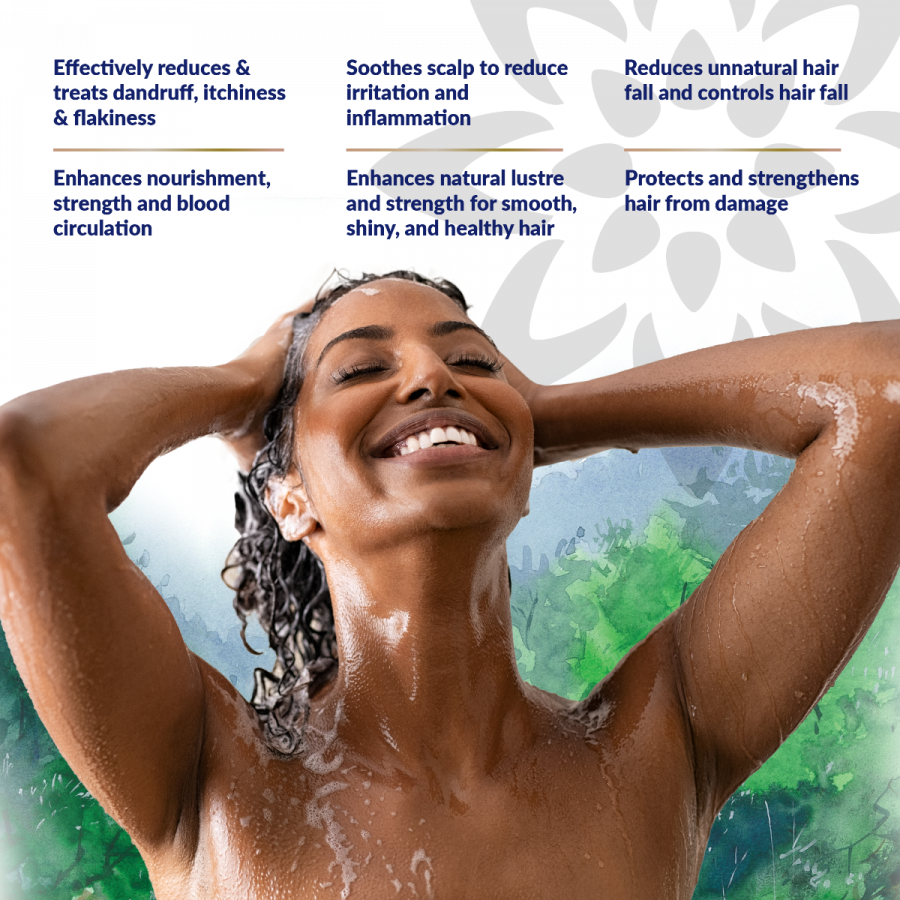 Effectively reduces &
treats dandruff, itchiness
& flakiness
Soothes scalp to reduce
irritation and
inflammation
Reduces unnatural hair
fall and controls hair fall
Enhances nourishment,
strength and blood
circulation
Enhances natural lustre
and strength for smooth,
shiny, and healthy hair
Protects and strengthens
hair from damage